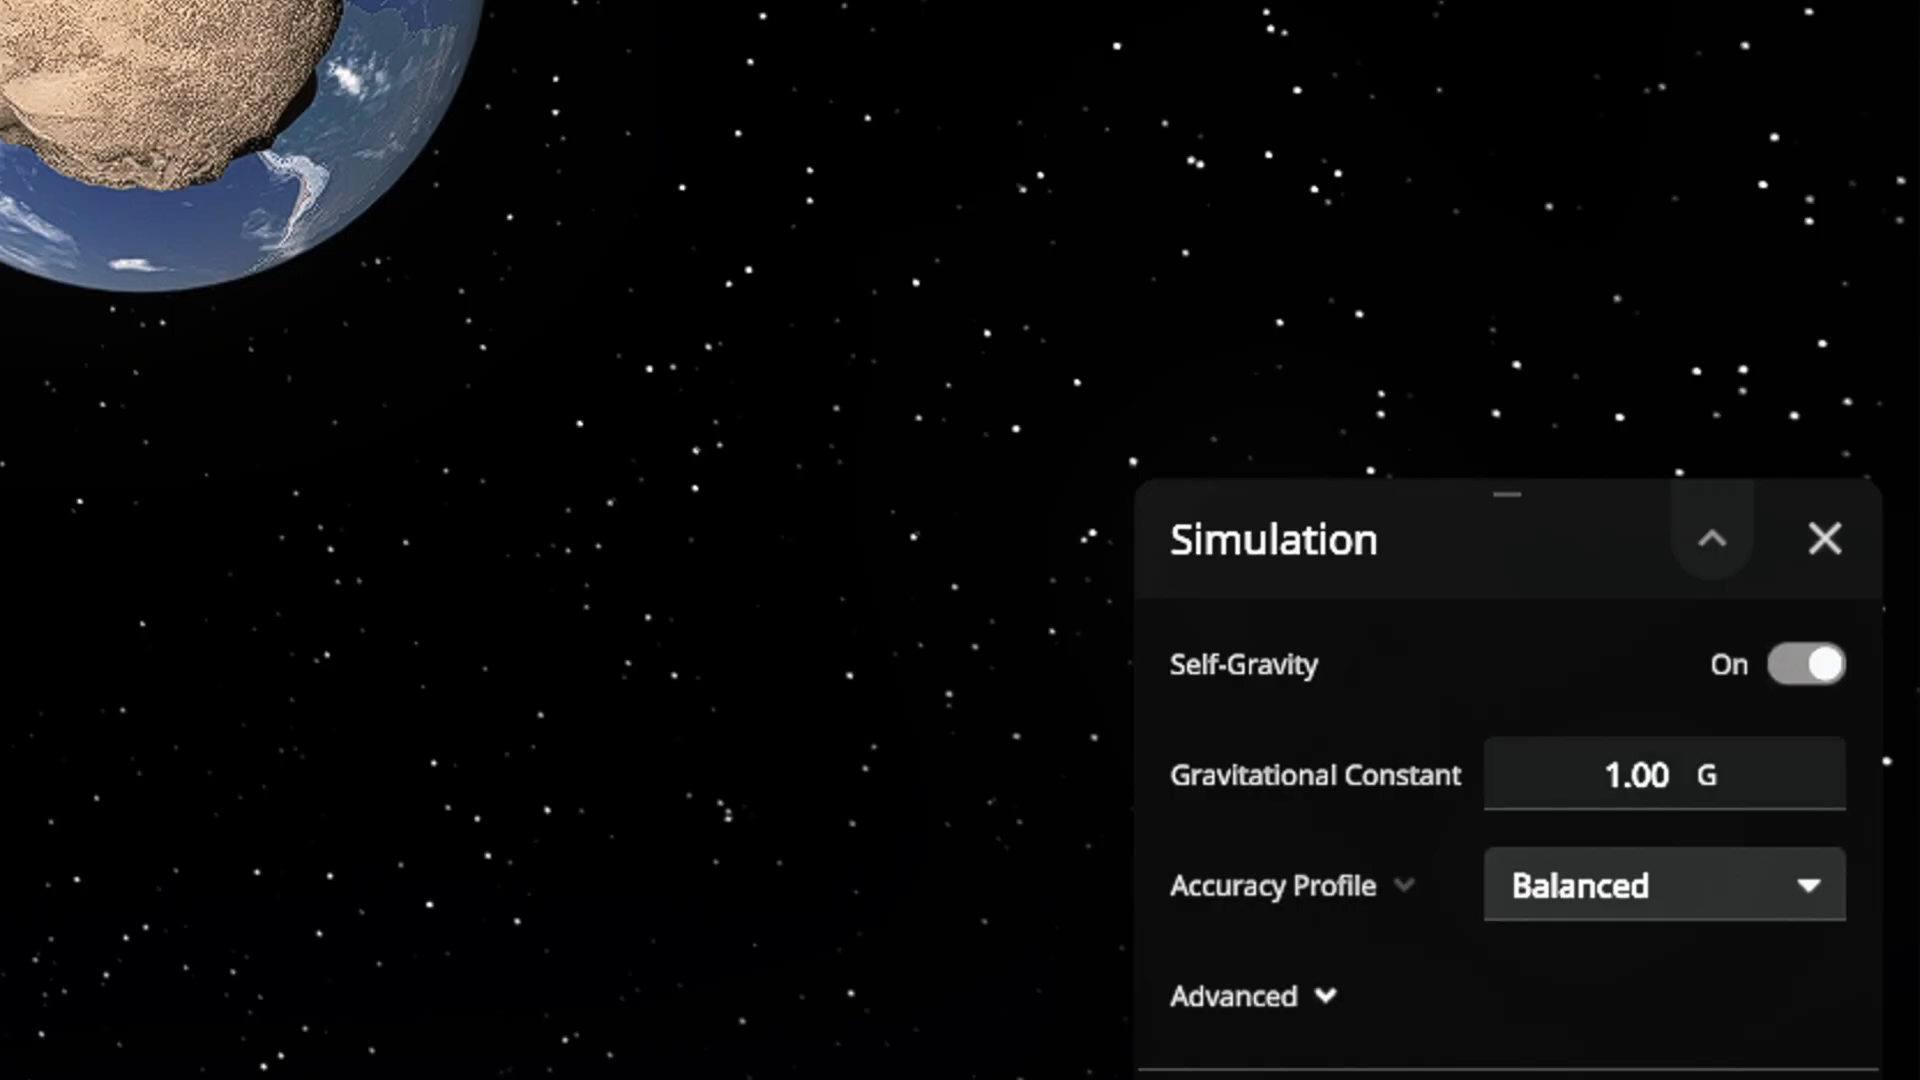 Simulation
Self-Gravity On
Gravitational Constant 1.00 G
Accuracy Profile Balanced
Advanced